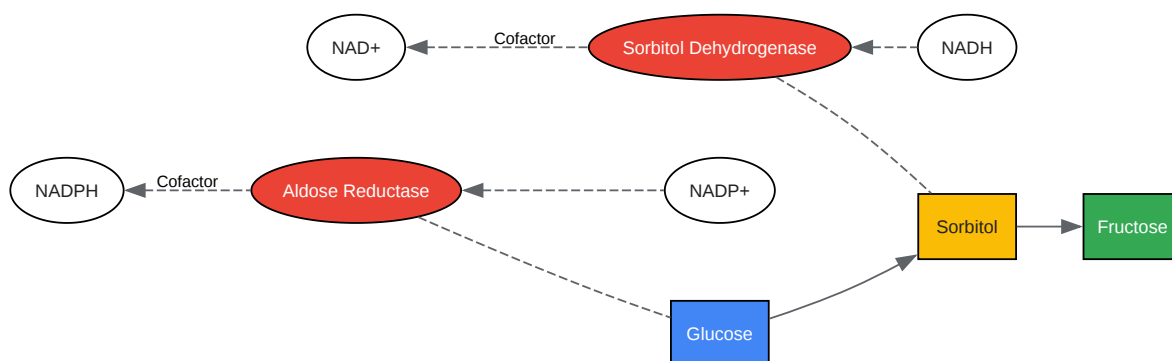 NAD+
Cofactor
Sorbitol Dehydrogenase
NADH
NADPH
Cofactor
Aldose Reductase
NADP+
Sorbitol
Fructose
Glucose